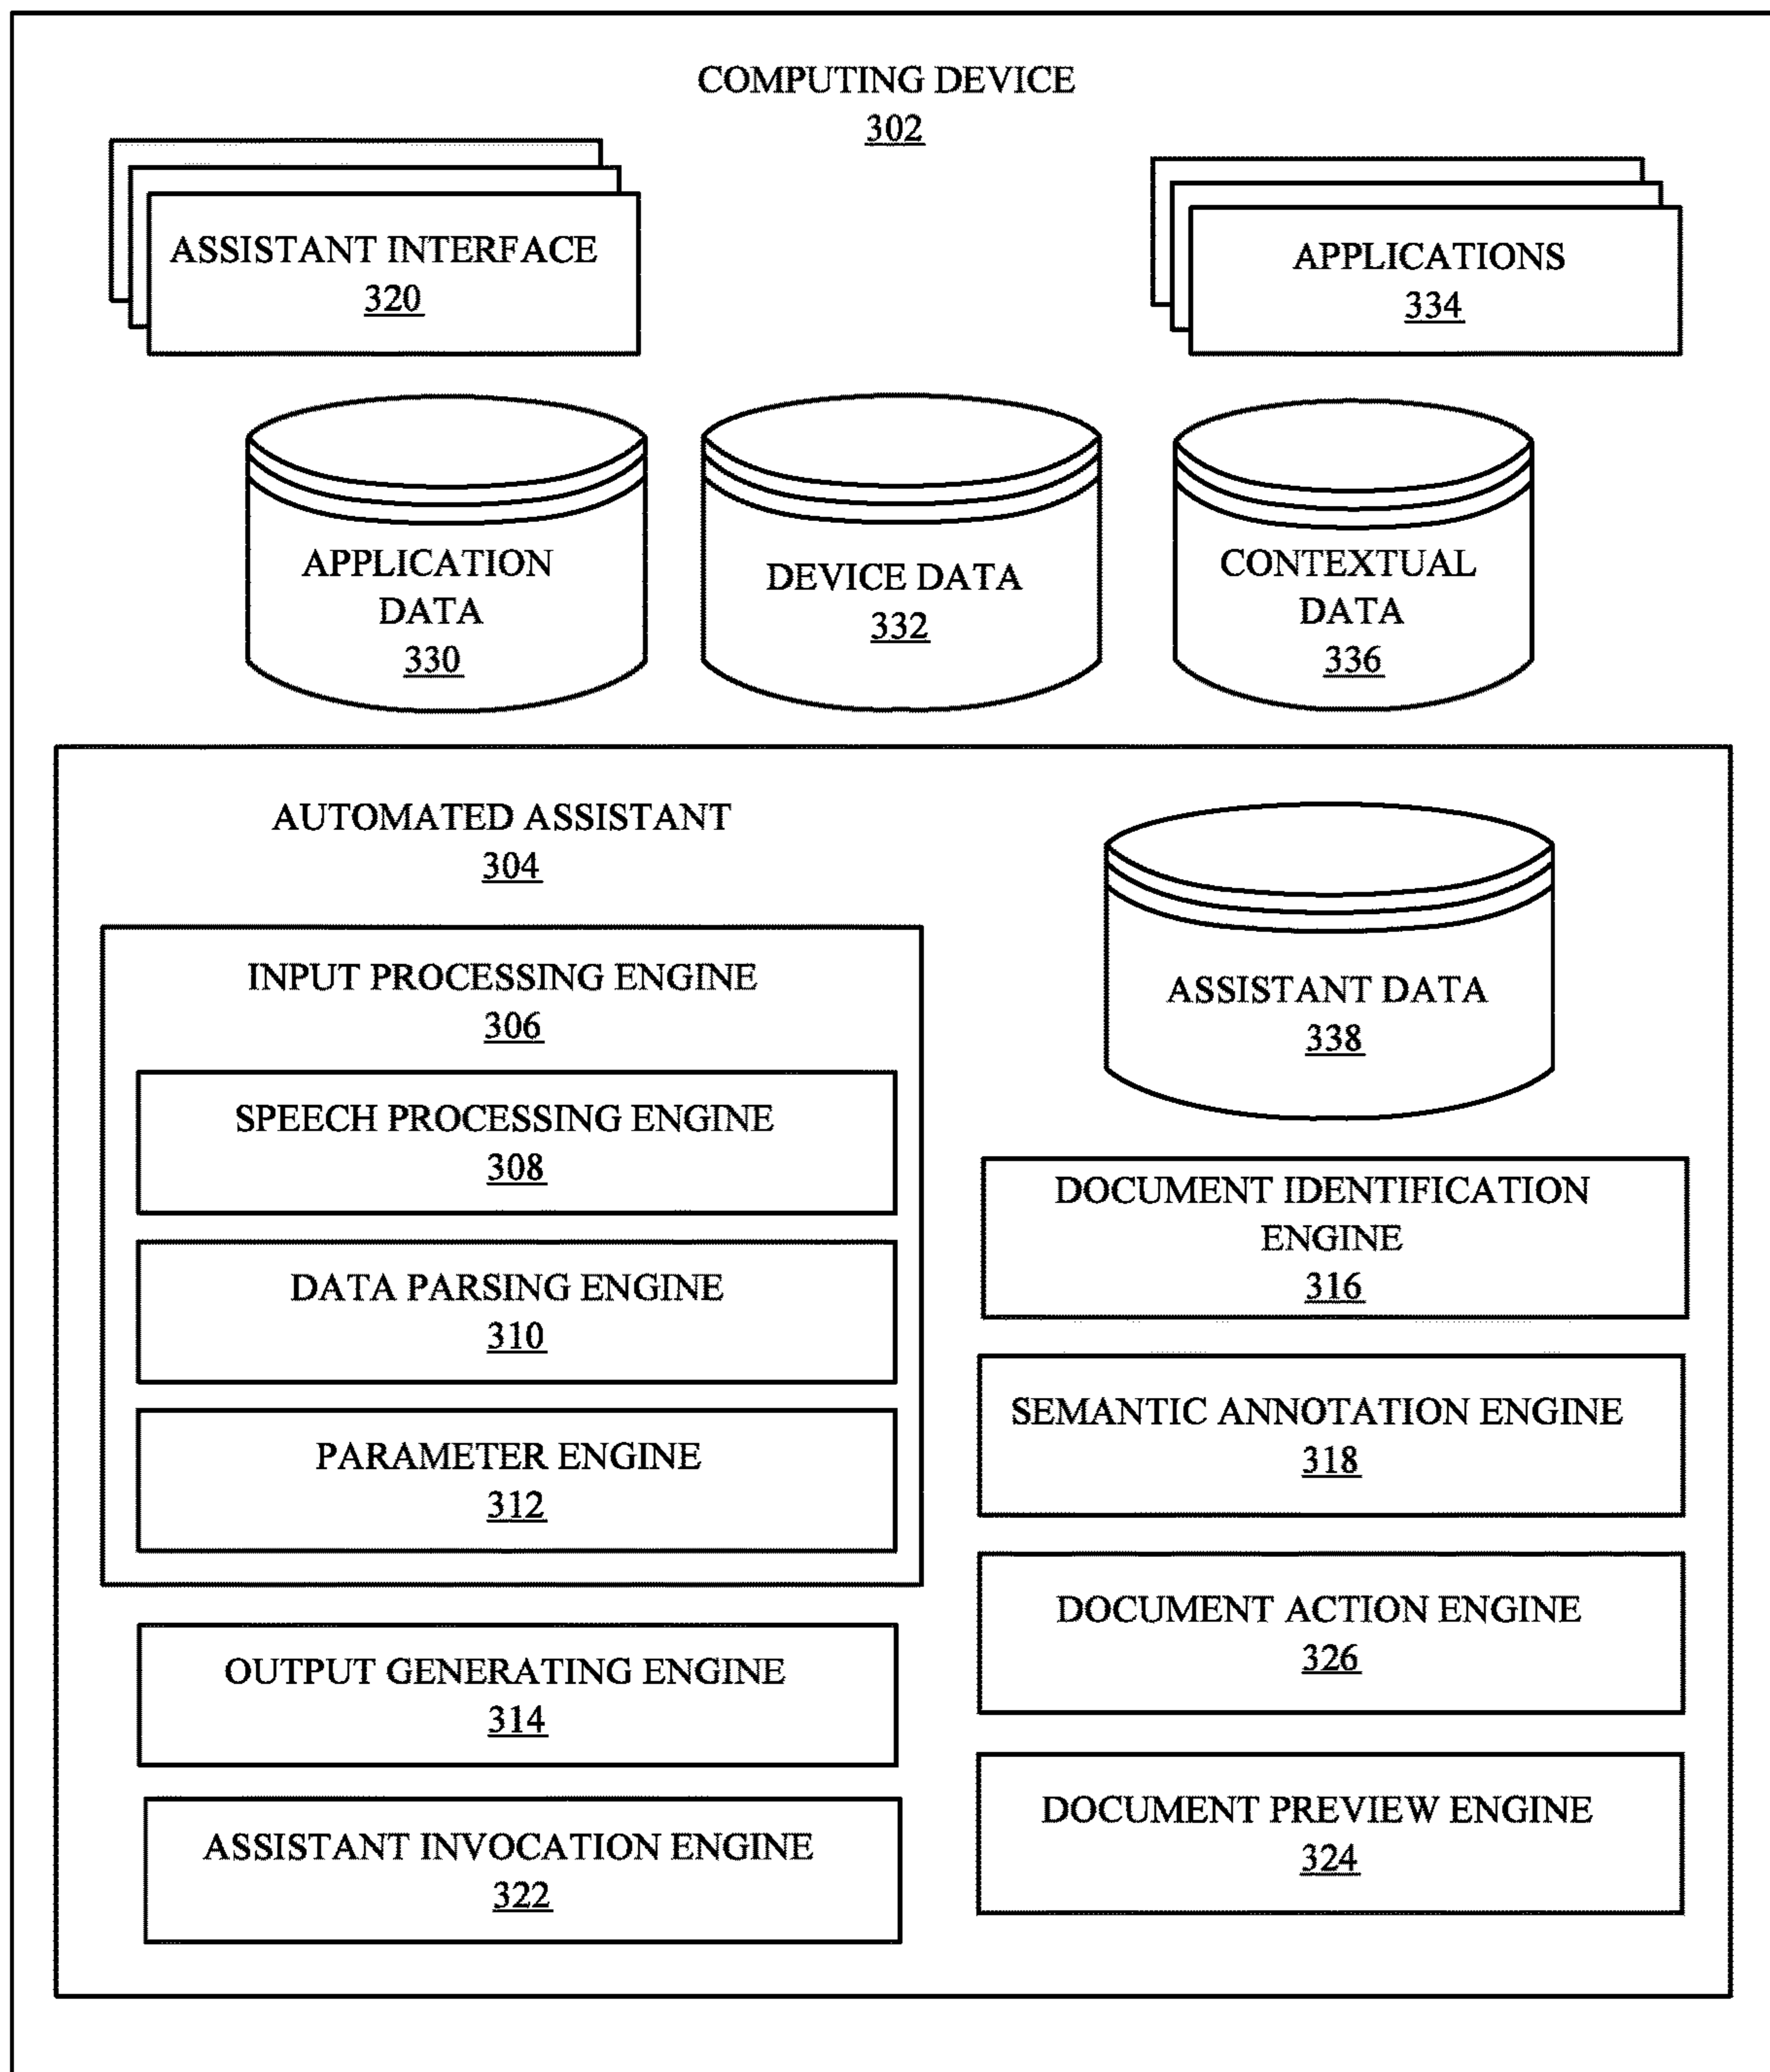 COMPUTING DEVICE
302
ASSISTANT INTERFACE
320
APPLICATIONS
334
APPLICATION
DATA
330
DEVICE DATA
332
CONTEXTUAL
DATA
336
AUTOMATED ASSISTANT
304
INPUT PROCESSING ENGINE
306
SPEECH PROCESSING ENGINE
308
DATA PARSING ENGINE
310
PARAMETER ENGINE
312
OUTPUT GENERATING ENGINE
314
ASSISTANT INVOCATION ENGINE
322
ASSISTANT DATA
338
DOCUMENT IDENTIFICATION
ENGINE
316
SEMANTIC ANNOTATION ENGINE
318
DOCUMENT ACTION ENGINE
326
DOCUMENT PREVIEW ENGINE
324